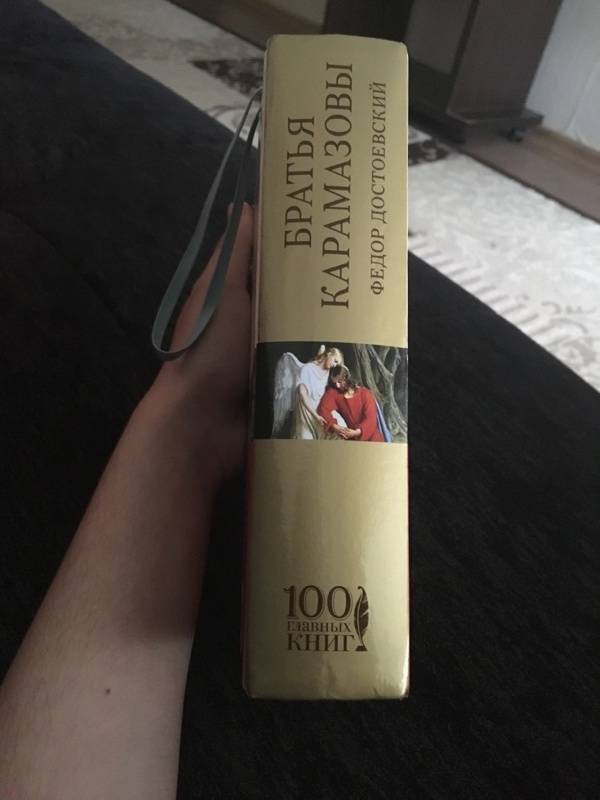 БРАТЬЯ
КАРАМАЗОВЫ
ФЕДОР ДОСТОЕВСКИЙ
100
ГЛАВНЫХ
КНИГ